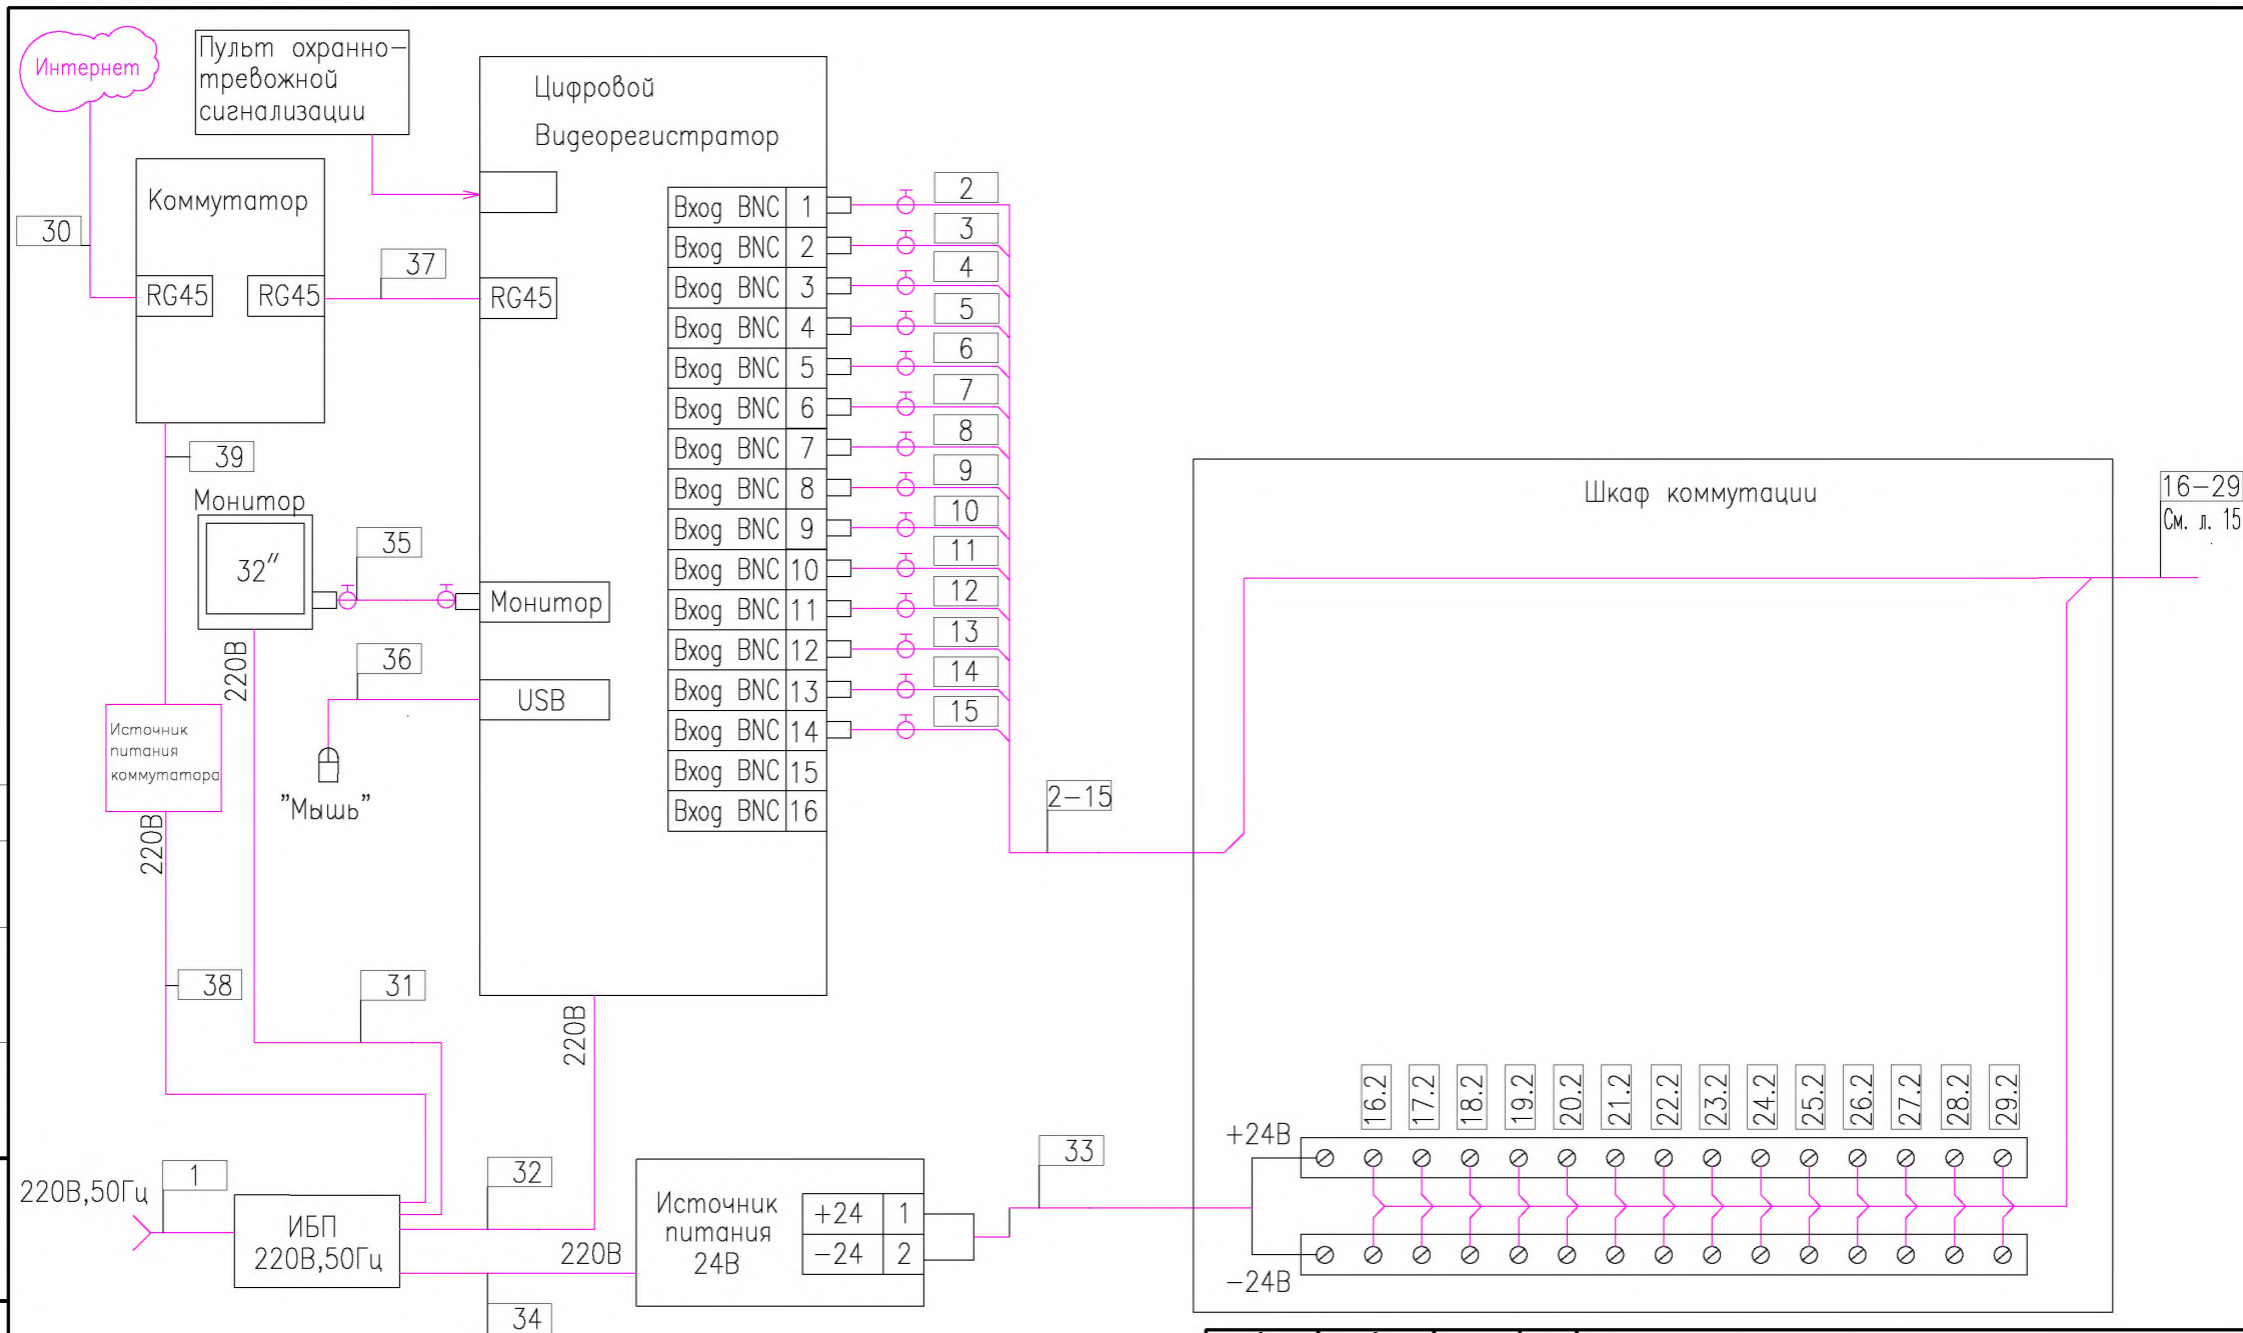 Интернет
Пульт охранно-
тревожной
сигнализации
Цифровой
Видеорегистратор
Коммутатор
30
RG45
RG45
37
RG45
Вход BNC 1
2
Вход BNC 2
3
Вход BNC 3
4
Вход BNC 4
5
Вход BNC 5
6
Вход BNC 6
7
Вход BNC 7
8
Вход BNC 8
9
Вход BNC 9
10
Вход BNC 10
11
Вход BNC 11
12
Вход BNC 12
13
Вход BNC 13
14
Вход BNC 14
15
Вход BNC 15
Вход BNC 16
39
Монитор
32"
35
Монитор
220В
36
USB
"Мышь"
Источник
питания
коммутатора
220В
38
31
220В
2-15
Шкаф коммутации
16-29
См. л. 15
16.2
17.2
18.2
19.2
20.2
21.2
22.2
23.2
24.2
25.2
26.2
27.2
28.2
29.2
+24В
-24В
33
220В,50Гц
1
ИБП
220В,50Гц
32
220В
34
Источник
питания
24В
+24 1
-24 2